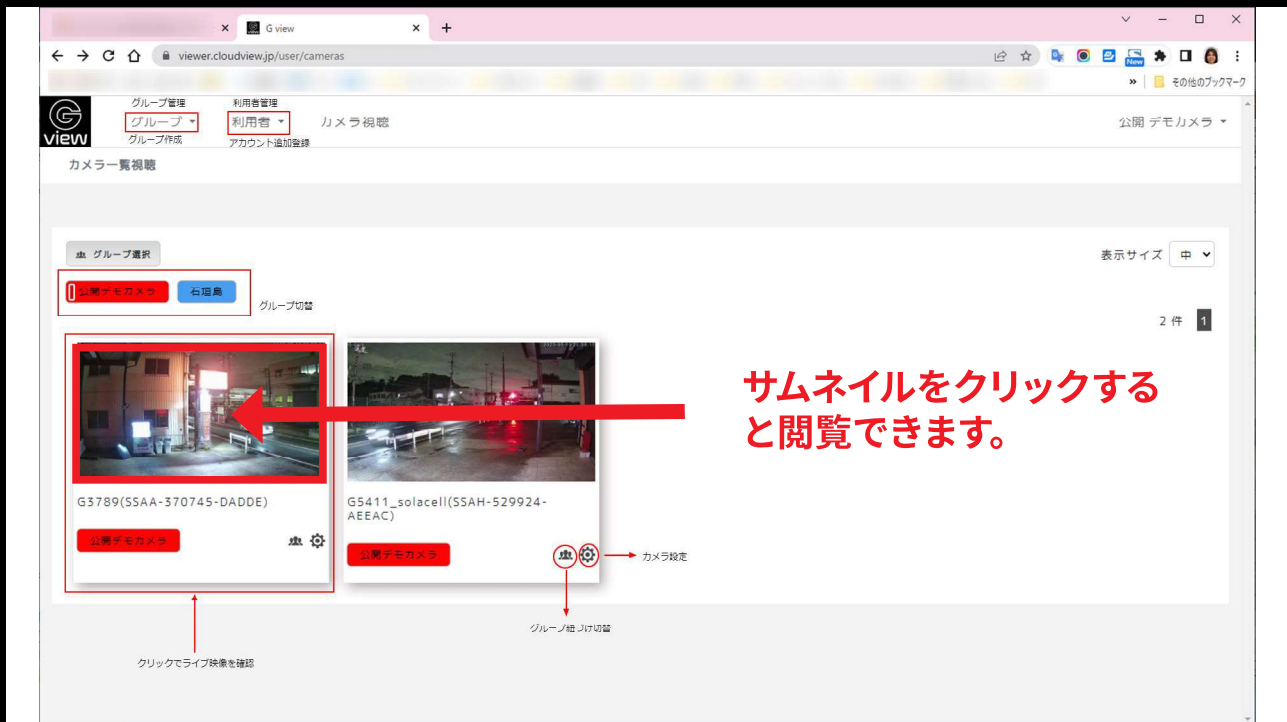 G view
viewer.cloudview.jp/user/cameras
New
その他のブックマーク
G
view
グループ管理
グループ
グループ作成
利用者管理
利用者
アカウント追加登録
カメラ視聴
公開 デモカメラ
カメラ一覧視聴
グループ選択
表示サイズ 中
公開デモカメラ 石垣島
グループ切替
2 件 1
サムネイルをクリックする
と閲覧できます。
G3789(SSAA-370745-DADDE)
公開デモカメラ
G5411_solacell(SSAH-529924-
AEEAC)
公開デモカメラ
カメラ設定
グループ紐づけ切替
クリックでライブ映像を確認